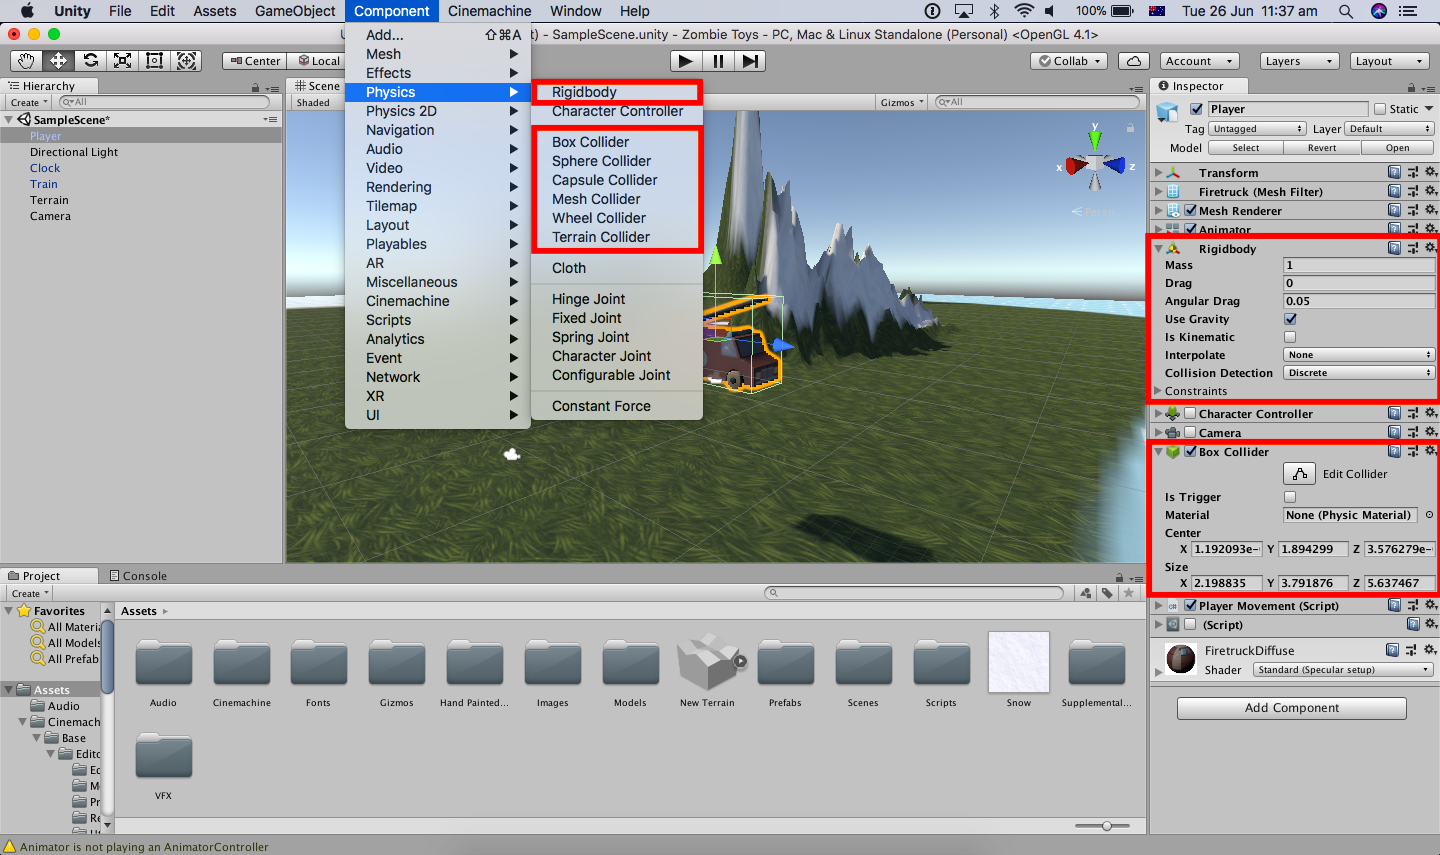 Unity File Edit Assets GameObject Component Cinemachine Window Help 100% Tue 26 Jun 11:37 am
t) - SampleScene.unity - Zombie Toys - PC, Mac & Linux Standalone (Personal) <OpenGL 4.1>
Center Local Collab Account Layers Layout
Add... ⇧⌘A
Mesh
Effects
Physics
Physics 2D
Navigation
Audio
Video
Rendering
Tilemap
Layout
Playables
AR
Miscellaneous
Cinemachine
Scripts
Analytics
Event
Network
XR
UI
Rigidbody
Character Controller
Box Collider
Sphere Collider
Capsule Collider
Mesh Collider
Wheel Collider
Terrain Collider
Cloth
Hinge Joint
Fixed Joint
Spring Joint
Character Joint
Configurable Joint
Constant Force
Hierarchy
Create All
SampleScene*
Player
Directional Light
Clock
Train
Terrain
Camera
Scene
Shaded Gizmos All
y
x z
Persp
Inspector
Player Static
Tag Untagged Layer Default
Model Select Revert Open
Transform
Firetruck (Mesh Filter)
Mesh Renderer
Animator
Rigidbody
Mass 1
Drag 0
Angular Drag 0.05
Use Gravity
Is Kinematic
Interpolate None
Collision Detection Discrete
Constraints
Character Controller
Camera
Box Collider
Edit Collider
Is Trigger
Material None (Physic Material)
Center
X 1.192093e- Y 1.894299 Z 3.576279e-
Size
X 2.198835 Y 3.791876 Z 5.637467
Player Movement (Script)
(Script)
FiretruckDiffuse
Shader Standard (Specular setup)
Add Component
Project Console
Create
Favorites
All Materia
All Models
All Prefab
Assets
Audio
Cinemach
Base
Edito
Ed
Pr
Re
Assets
Audio Cinemachine Fonts Gizmos Hand Painted... Images Models New Terrain Prefabs Scenes Scripts Snow Supplemental...
VFX
Animator is not playing an AnimatorController